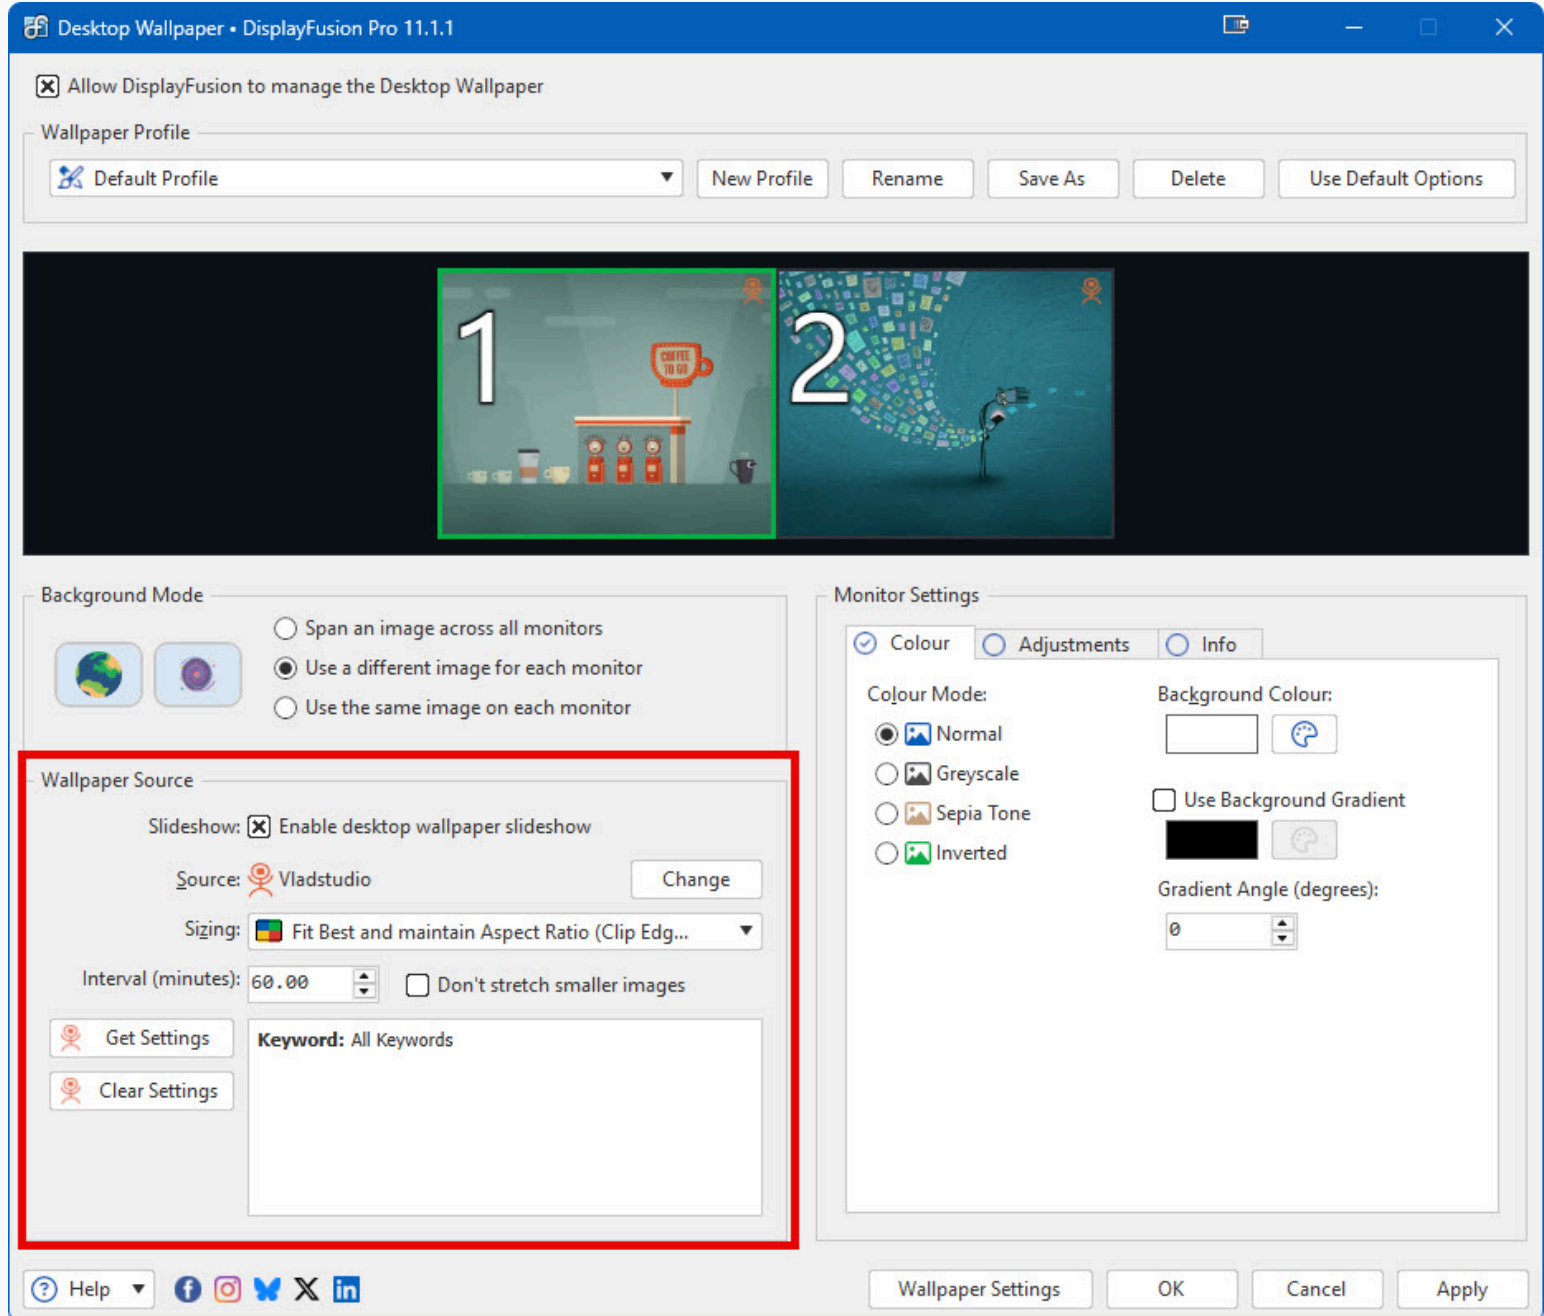 Desktop Wallpaper • DisplayFusion Pro 11.1.1
Allow DisplayFusion to manage the Desktop Wallpaper
Wallpaper Profile
Default Profile
New Profile
Rename
Save As
Delete
Use Default Options
1
COFFEE
TO GO
2
Background Mode
Span an image across all monitors
Use a different image for each monitor
Use the same image on each monitor
Wallpaper Source
Slideshow: Enable desktop wallpaper slideshow
Source: Vladstudio
Change
Sizing: Fit Best and maintain Aspect Ratio (Clip Edg...
Interval (minutes): 60.00
Don't stretch smaller images
Get Settings
Clear Settings
Keyword: All Keywords
Monitor Settings
Colour
Adjustments
Info
Colour Mode:
Normal
Greyscale
Sepia Tone
Inverted
Background Colour:
Use Background Gradient
Gradient Angle (degrees):
0
Help
Wallpaper Settings
OK
Cancel
Apply